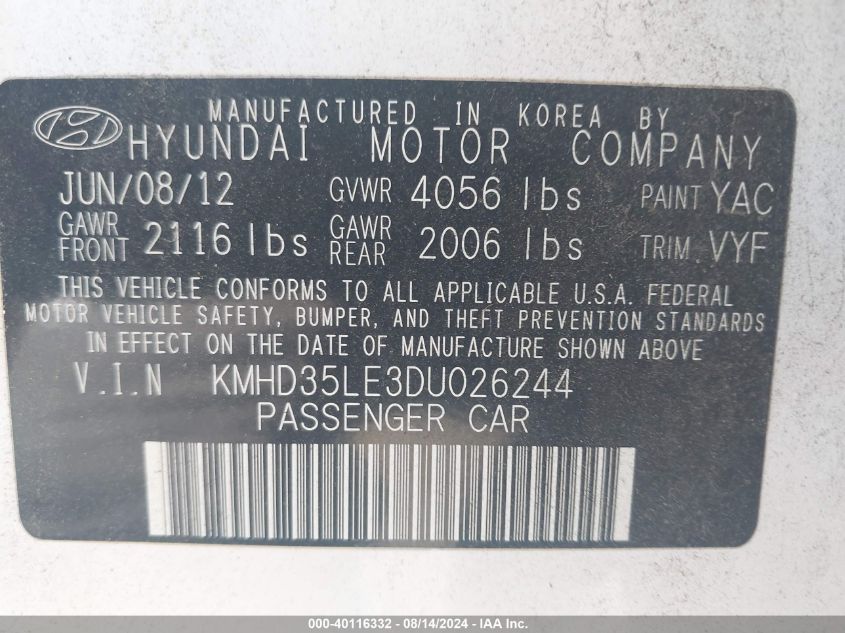 MANUFACTURED IN KOREA BY
HYUNDAI MOTOR COMPANY
JUN/08/12 GVWR 4056 lbs PAINT YAC
GAWR FRONT 2116 lbs GAWR REAR 2006 lbs TRIM VYF
THIS VEHICLE CONFORMS TO ALL APPLICABLE U.S.A. FEDERAL
MOTOR VEHICLE SAFETY, BUMPER, AND THEFT PREVENTION STANDARDS
IN EFFECT ON THE DATE OF MANUFACTURE SHOWN ABOVE
V.I.N KMHD35LE3DU026244
PASSENGER CAR
000-40116332 - 08/14/2024 - IAA Inc.